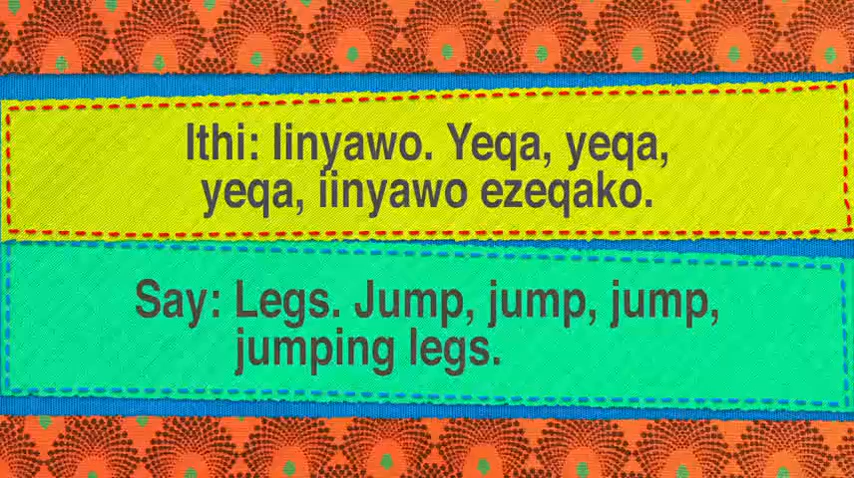 Ithi: Iinyawo. Yeqa, yeqa,
yeqa, iinyawo ezeqako.
Say: Legs. Jump, jump, jump,
jumping legs.